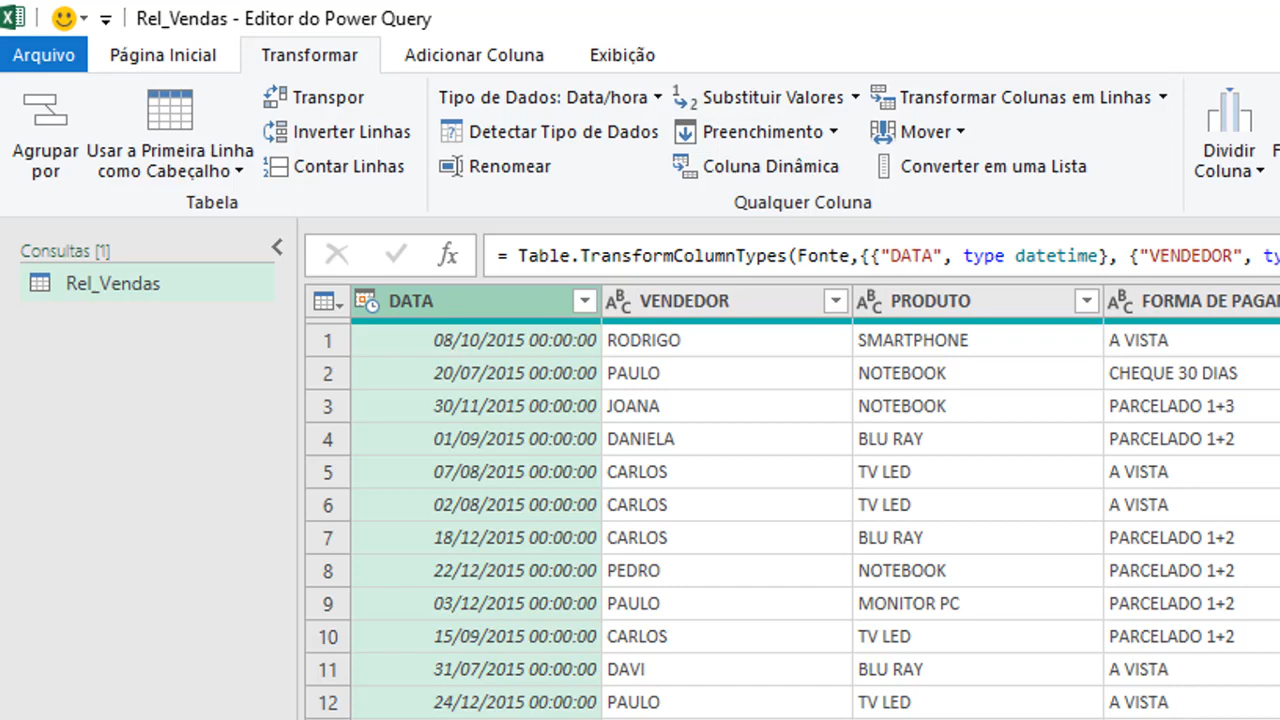 Rel_Vendas - Editor do Power Query
Arquivo Página Inicial Transformar Adicionar Coluna Exibição
Agrupar por
Usar a Primeira Linha como Cabeçalho
Transpor
Inverter Linhas
Contar Linhas
Tabela
Tipo de Dados: Data/hora
Detectar Tipo de Dados
Renomear
Substituir Valores
Preenchimento
Coluna Dinâmica
Transformar Colunas em Linhas
Mover
Converter em uma Lista
Qualquer Coluna
Dividir Coluna
Consultas [1]
Rel_Vendas
fx = Table.TransformColumnTypes(Fonte,{{"DATA", type datetime}, {"VENDEDOR", ty
DATA ABC VENDEDOR ABC PRODUTO ABC FORMA DE PAGAM
1 08/10/2015 00:00:00 RODRIGO SMARTPHONE A VISTA
2 20/07/2015 00:00:00 PAULO NOTEBOOK CHEQUE 30 DIAS
3 30/11/2015 00:00:00 JOANA NOTEBOOK PARCELADO 1+3
4 01/09/2015 00:00:00 DANIELA BLU RAY PARCELADO 1+2
5 07/08/2015 00:00:00 CARLOS TV LED A VISTA
6 02/08/2015 00:00:00 CARLOS TV LED A VISTA
7 18/12/2015 00:00:00 CARLOS BLU RAY PARCELADO 1+2
8 22/12/2015 00:00:00 PEDRO NOTEBOOK PARCELADO 1+2
9 03/12/2015 00:00:00 PAULO MONITOR PC PARCELADO 1+2
10 15/09/2015 00:00:00 CARLOS TV LED PARCELADO 1+2
11 31/07/2015 00:00:00 DAVI BLU RAY A VISTA
12 24/12/2015 00:00:00 PAULO TV LED A VISTA